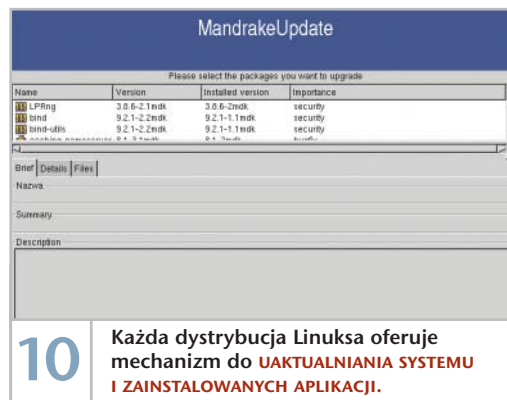 MandrakeUpdate
Please select the packages you want to upgrade
Name Version Installed version Importance
LPRng 3.8.6-2.1mdk 3.8.6-2mdk security
bind 9.2.1-2.2mdk 9.2.1-1.1mdk security
bind-utils 9.2.1-2.2mdk 9.2.1-1.1mdk security
Brief Details Files
Nazwa
Summary
Description
10
Każda dystrybucja Linuksa oferuje
mechanizm do UAKTUALNIANIA SYSTEMU
I ZAINSTALOWANYCH APLIKACJI.